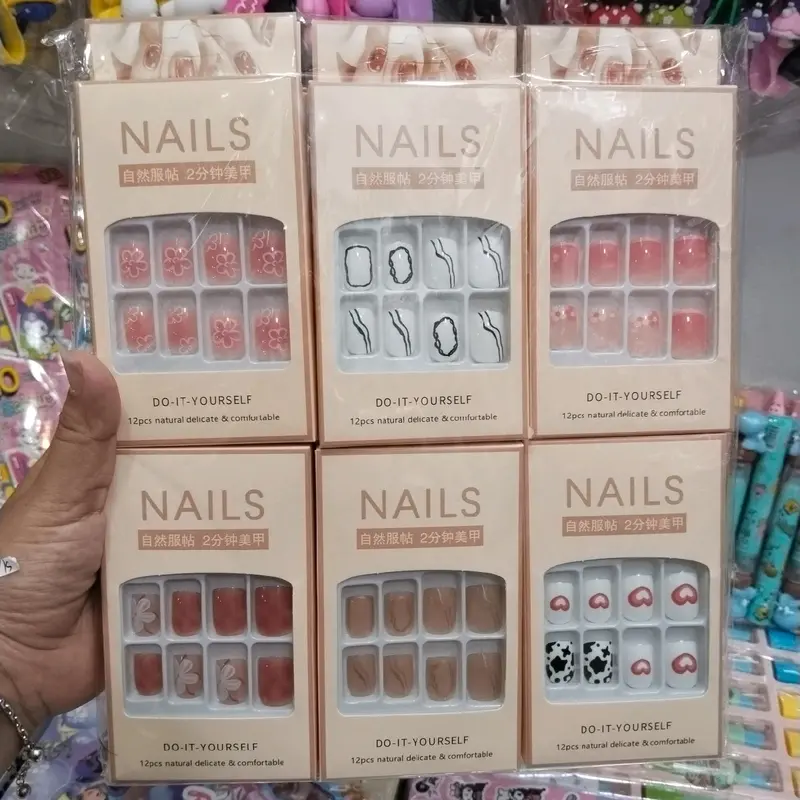 NAILS
自然服帖 2分钟美甲
DO-IT-YOURSELF
12pcs natural delicate & comfortable
NAILS
自然服帖 2分钟美甲
DO-IT-YOURSELF
12pcs natural delicate & comfortable
NAILS
自然服帖 2分钟美甲
DO-IT-YOURSELF
12pcs natural delicate & comfortable
NAILS
自然服帖 2分钟美甲
DO-IT-YOURSELF
12pcs natural delicate & comfortable
NAILS
自然服帖 2分钟美甲
DO-IT-YOURSELF
12pcs natural delicate & comfortable
NAILS
自然服帖 2分钟美甲
DO-IT-YOURSELF
12pcs natural delicate & comfortable